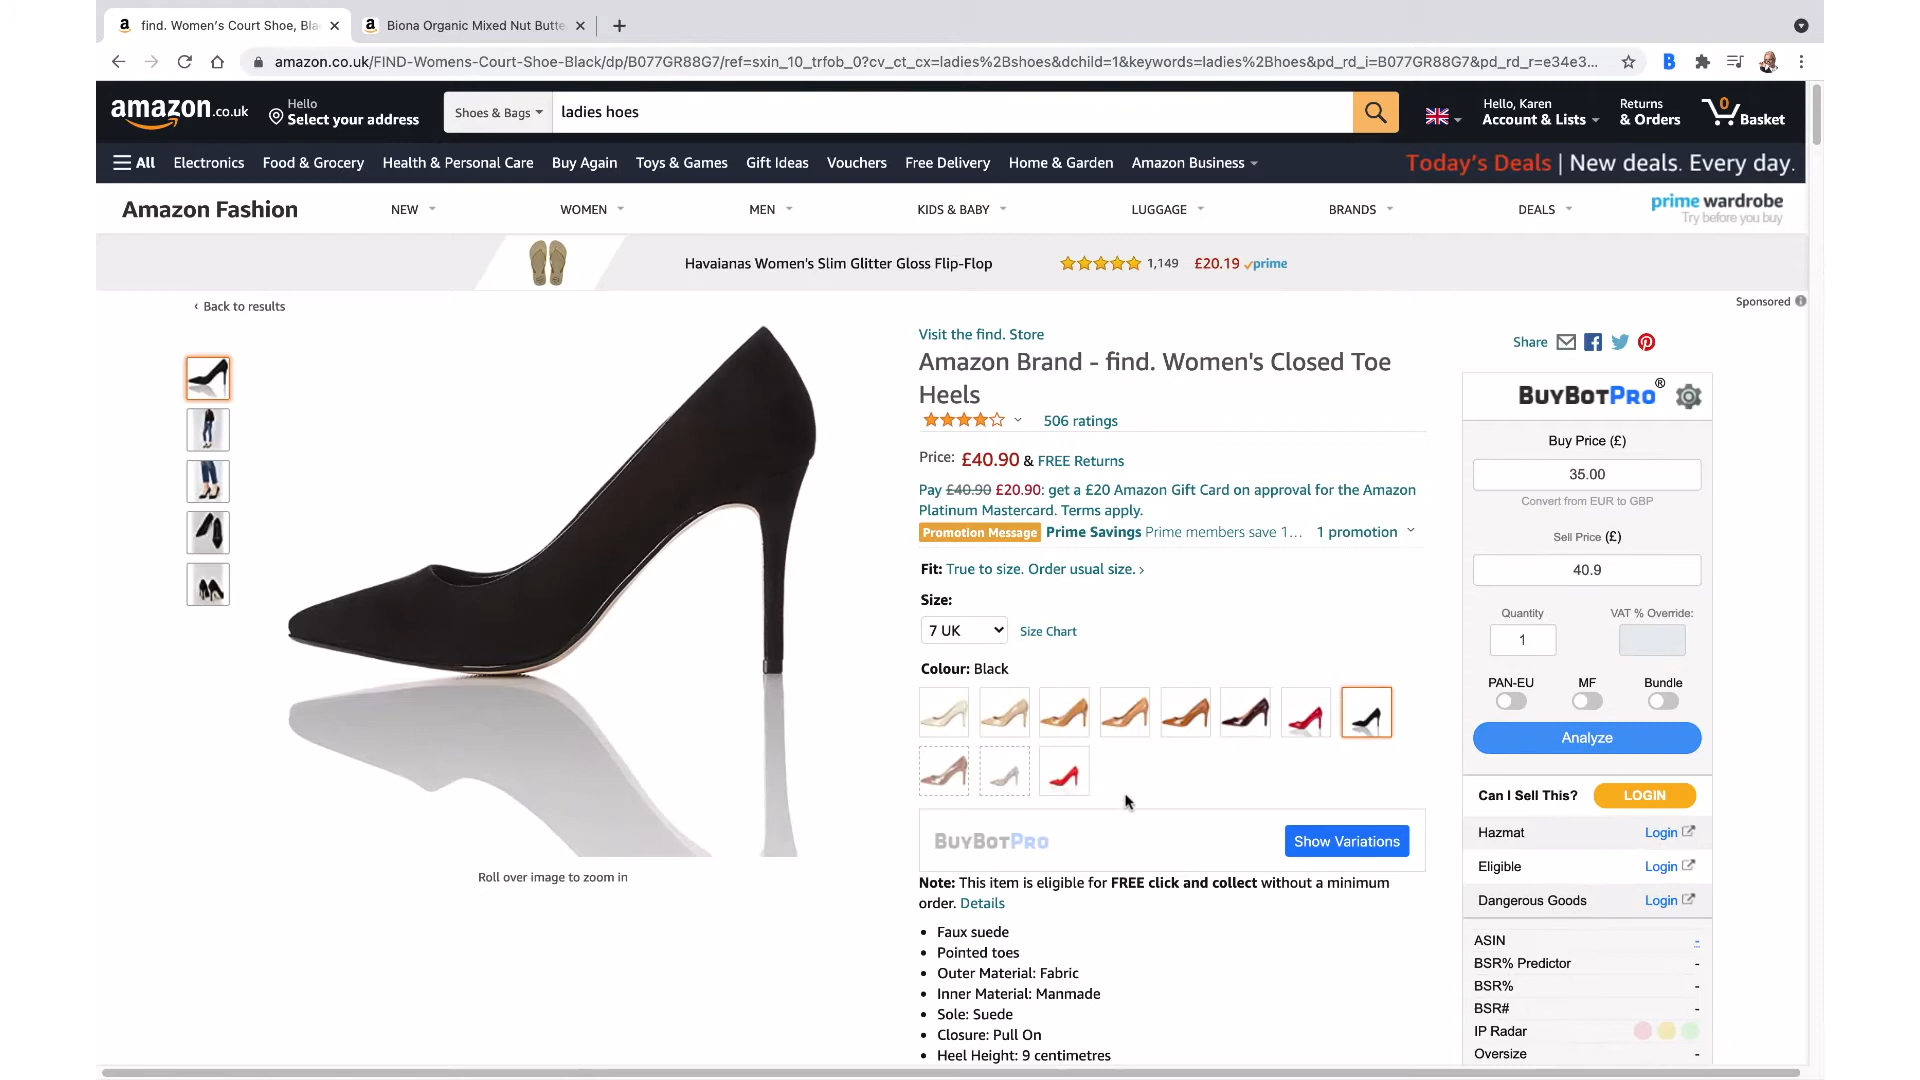 find. Women's Court Shoe, Bla
Biona Organic Mixed Nut Butte
amazon.co.uk/FIND-Womens-Court-Shoe-Black/dp/B077GR88G7/ref=sxin_10_trfob_0?cv_ct_cx=ladies%2Bshoes&dchild=1&keywords=ladies%2Bhoes&pd_rd_i=B077GR88G7&pd_rd_r=e34e3...
amazon.co.uk
Hello
Select your address
Shoes & Bags
ladies hoes
Hello, Karen
Account & Lists
Returns
& Orders
0
Basket
All Electronics Food & Grocery Health & Personal Care Buy Again Toys & Games Gift Ideas Vouchers Free Delivery Home & Garden Amazon Business Today's Deals | New deals. Every day.
Amazon Fashion NEW WOMEN MEN KIDS & BABY LUGGAGE BRANDS DEALS
prime wardrobe
Try before you buy
Havaianas Women's Slim Glitter Gloss Flip-Flop 1,149 £20.19 prime
Sponsored
‹ Back to results
Visit the find. Store
Amazon Brand - find. Women's Closed Toe
Heels
506 ratings
Price: £40.90 & FREE Returns
Pay £40.90 £20.90: get a £20 Amazon Gift Card on approval for the Amazon
Platinum Mastercard. Terms apply.
Promotion Message Prime Savings Prime members save 1... 1 promotion
Fit: True to size. Order usual size. ›
Size:
7 UK Size Chart
Colour: Black
BuyBotPro Show Variations
Note: This item is eligible for FREE click and collect without a minimum
order. Details
• Faux suede
• Pointed toes
• Outer Material: Fabric
• Inner Material: Manmade
• Sole: Suede
• Closure: Pull On
• Heel Height: 9 centimetres
Roll over image to zoom in
Share
BuyBotPro®
Buy Price (£)
35.00
Convert from EUR to GBP
Sell Price (£)
40.9
Quantity VAT % Override:
1
PAN-EU MF Bundle
Analyze
Can I Sell This? LOGIN
Hazmat Login
Eligible Login
Dangerous Goods Login
ASIN -
BSR% Predictor -
BSR% -
BSR# -
IP Radar
Oversize -